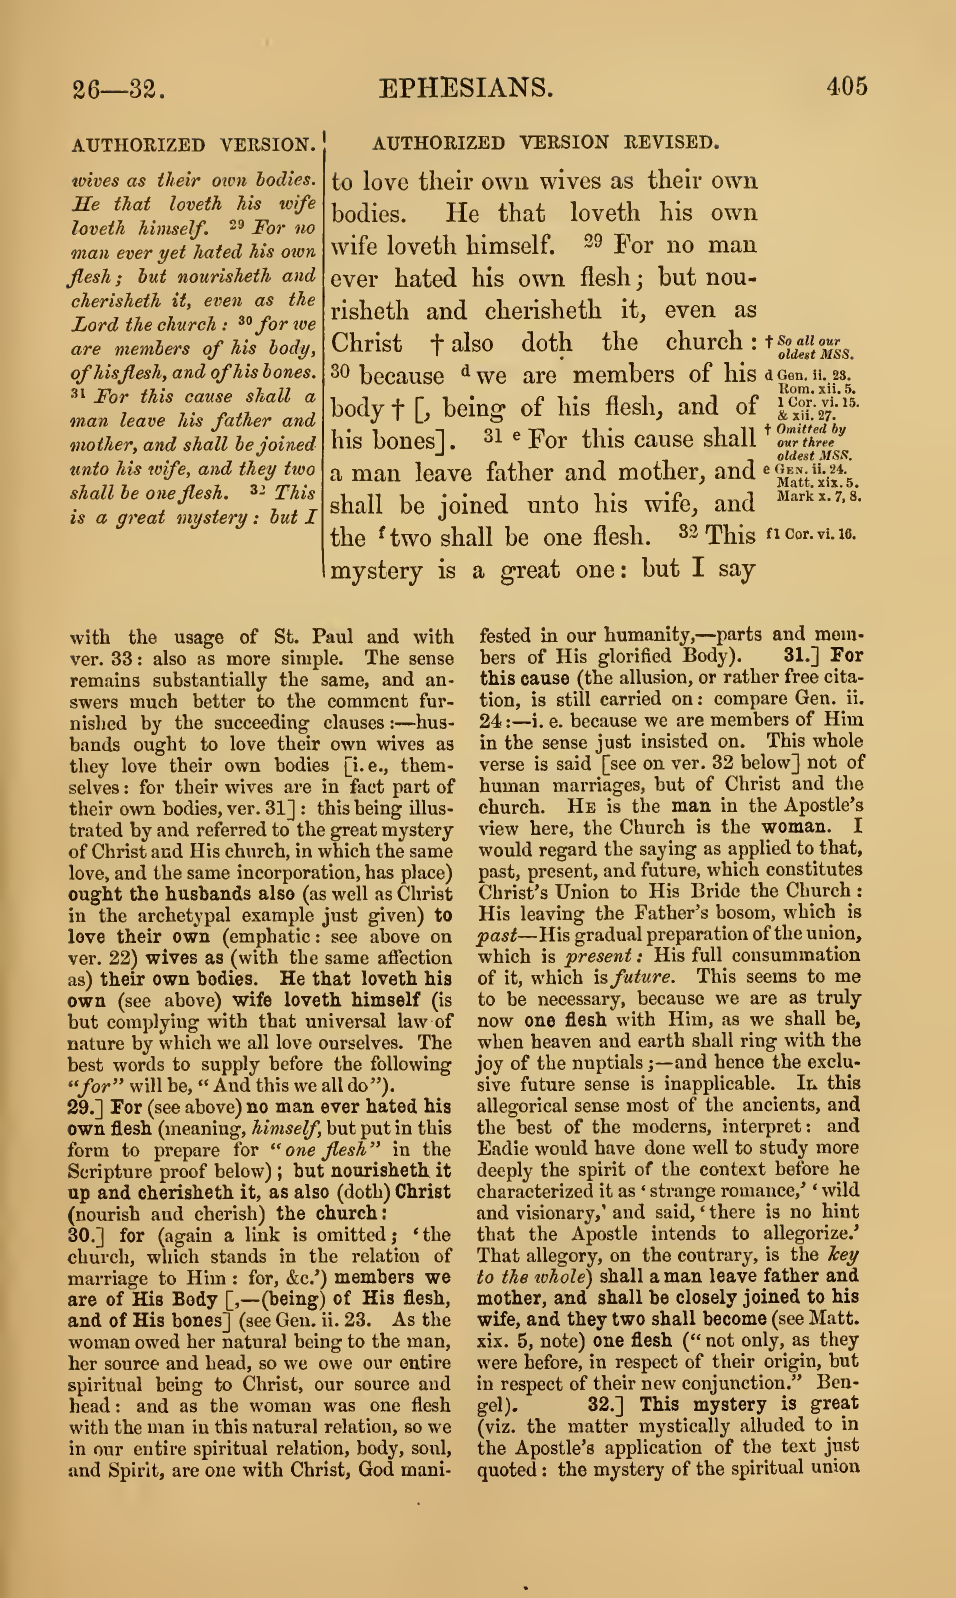 26—32.
EPHESIANS.
405
AUTHORIZED VERSION.
wives as their own bodies.
He that loveth his wife
loveth himself. 29 For no
man ever yet hated his own
flesh; but nourisheth and
cherisheth it, even as the
Lord the church: 30 for we
are members of his body,
of his flesh, and of his bones.
31 For this cause shall a
man leave his father and
mother, and shall be joined
unto his wife, and they two
shall be one flesh. 32 This
is a great mystery: but I
AUTHORIZED VERSION REVISED.
to love their own wives as their own
bodies. He that loveth his own
wife loveth himself. 29 For no man
ever hated his own flesh; but nou-
risheth and cherisheth it, even as
Christ † also doth the church:
30 because d we are members of his
body † [, being of his flesh, and of
his bones]. 31 e For this cause shall
a man leave father and mother, and
shall be joined unto his wife, and
the f two shall be one flesh. 32 This
mystery is a great one: but I say
† So all our
oldest MSS.
d Gen. ii. 23.
Rom. xii. 5.
1 Cor. vi. 15.
& xii. 27.
† Omitted by
our three
oldest MSS.
e GEN. ii. 24.
Matt. xix. 5.
Mark x. 7, 8.
f 1 Cor. vi. 16.
with the usage of St. Paul and with
ver. 33: also as more simple. The sense
remains substantially the same, and an-
swers much better to the comment fur-
nished by the succeeding clauses:—hus-
bands ought to love their own wives as
they love their own bodies [i. e., them-
selves: for their wives are in fact part of
their own bodies, ver. 31]: this being illus-
trated by and referred to the great mystery
of Christ and His church, in which the same
love, and the same incorporation, has place)
ought the husbands also (as well as Christ
in the archetypal example just given) to
love their own (emphatic: see above on
ver. 22) wives as (with the same affection
as) their own bodies. He that loveth his
own (see above) wife loveth himself (is
but complying with that universal law of
nature by which we all love ourselves. The
best words to supply before the following
"for" will be, "And this we all do").
29.] For (see above) no man ever hated his
own flesh (meaning, himself, but put in this
form to prepare for "one flesh" in the
Scripture proof below); but nourisheth it
up and cherisheth it, as also (doth) Christ
(nourish and cherish) the church:
30.] for (again a link is omitted; 'the
church, which stands in the relation of
marriage to Him: for, &c.') members we
are of His Body [,—(being) of His flesh,
and of His bones] (see Gen. ii. 23. As the
woman owed her natural being to the man,
her source and head, so we owe our entire
spiritual being to Christ, our source and
head: and as the woman was one flesh
with the man in this natural relation, so we
in our entire spiritual relation, body, soul,
and Spirit, are one with Christ, God mani-
fested in our humanity,—parts and mem-
bers of His glorified Body). 31.] For
this cause (the allusion, or rather free cita-
tion, is still carried on: compare Gen. ii.
24:—i. e. because we are members of Him
in the sense just insisted on. This whole
verse is said [see on ver. 32 below] not of
human marriages, but of Christ and the
church. HE is the man in the Apostle's
view here, the Church is the woman. I
would regard the saying as applied to that,
past, present, and future, which constitutes
Christ's Union to His Bride the Church:
His leaving the Father's bosom, which is
past—His gradual preparation of the union,
which is present: His full consummation
of it, which is future. This seems to me
to be necessary, because we are as truly
now one flesh with Him, as we shall be,
when heaven and earth shall ring with the
joy of the nuptials;—and hence the exclu-
sive future sense is inapplicable. In this
allegorical sense most of the ancients, and
the best of the moderns, interpret: and
Eadie would have done well to study more
deeply the spirit of the context before he
characterized it as 'strange romance,' 'wild
and visionary,' and said, 'there is no hint
that the Apostle intends to allegorize.'
That allegory, on the contrary, is the key
to the whole) shall a man leave father and
mother, and shall be closely joined to his
wife, and they two shall become (see Matt.
xix. 5, note) one flesh ("not only, as they
were before, in respect of their origin, but
in respect of their new conjunction." Ben-
gel). 32.] This mystery is great
(viz. the matter mystically alluded to in
the Apostle's application of the text just
quoted: the mystery of the spiritual union